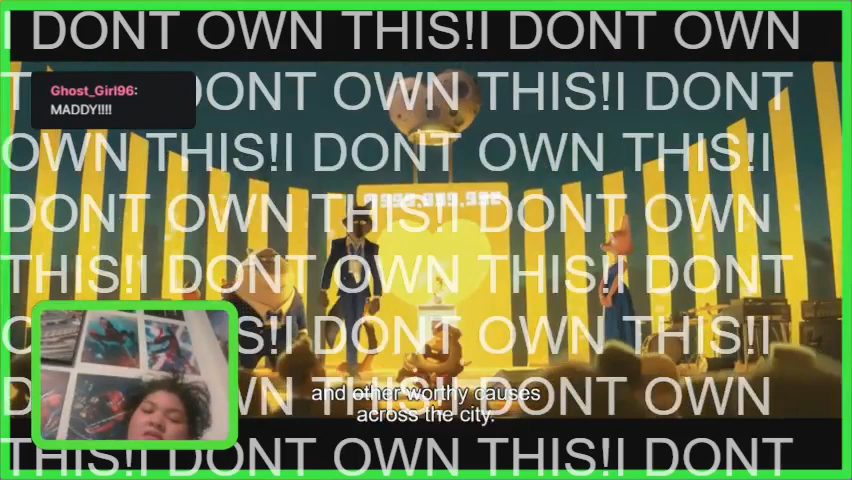 I DONT OWN THIS!I DONT OWN
THIS!I DONT OWN THIS!I DONT
Ghost_Girl96:
MADDY!!!!
OWN THIS!I DONT OWN THIS!I
DONT OWN THIS!I DONT OWN
THIS!I DONT OWN THIS!I DONT
OWN THIS!I DONT OWN THIS!I
DONT OWN THIS!I DONT OWN
and other worthy causes
across the city.
THIS!I DONT OWN THIS!I DONT